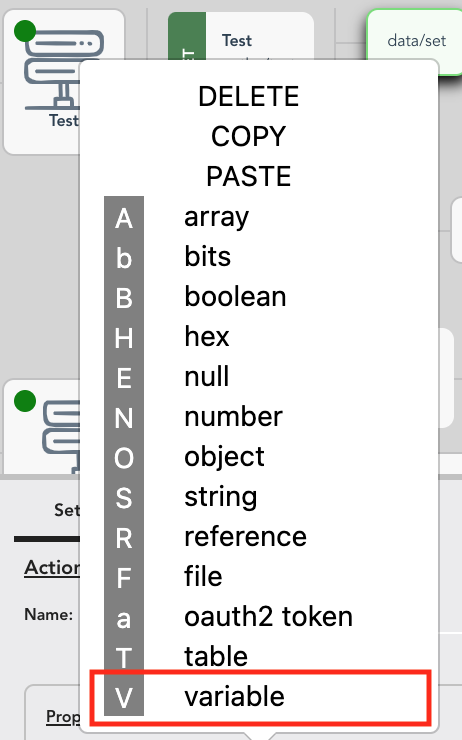 Test
Test
data/set
DELETE
COPY
PASTE
A array
b bits
B boolean
H hex
E null
N number
O object
S string
R reference
F file
a oauth2 token
T table
V variable
Set
Action
Name:
Prop